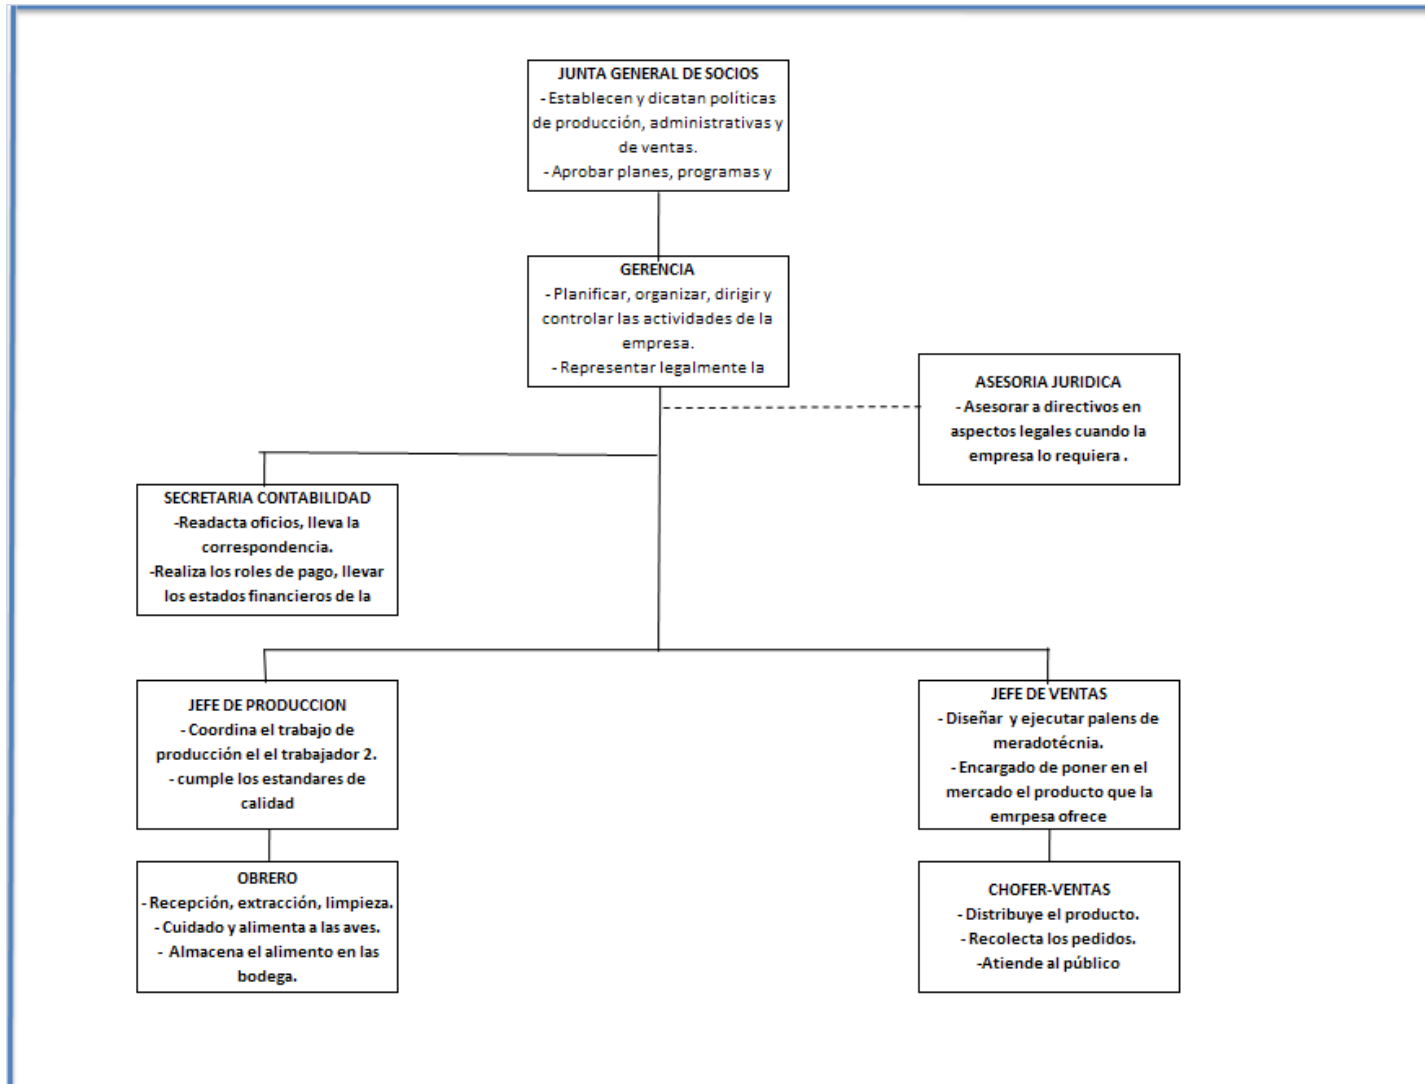 JUNTA GENERAL DE SOCIOS
- Establecen y dicatan políticas
de producción, administrativas y
de ventas.
- Aprobar planes, programas y
GERENCIA
- Planificar, organizar, dirigir y
controlar las actividades de la
empresa.
- Representar legalmente la
ASESORIA JURIDICA
- Asesorar a directivos en
aspectos legales cuando la
empresa lo requiera .
SECRETARIA CONTABILIDAD
-Readacta oficios, lleva la
correspondencia.
-Realiza los roles de pago, llevar
los estados financieros de la
JEFE DE PRODUCCION
- Coordina el trabajo de
producción el el trabajador 2.
- cumple los estandares de
calidad
JEFE DE VENTAS
- Diseñar y ejecutar palens de
meradotécnia.
- Encargado de poner en el
mercado el producto que la
emrpesa ofrece
OBRERO
- Recepción, extracción, limpieza.
- Cuidado y alimenta a las aves.
- Almacena el alimento en las
bodega.
CHOFER-VENTAS
- Distribuye el producto.
- Recolecta los pedidos.
-Atiende al público